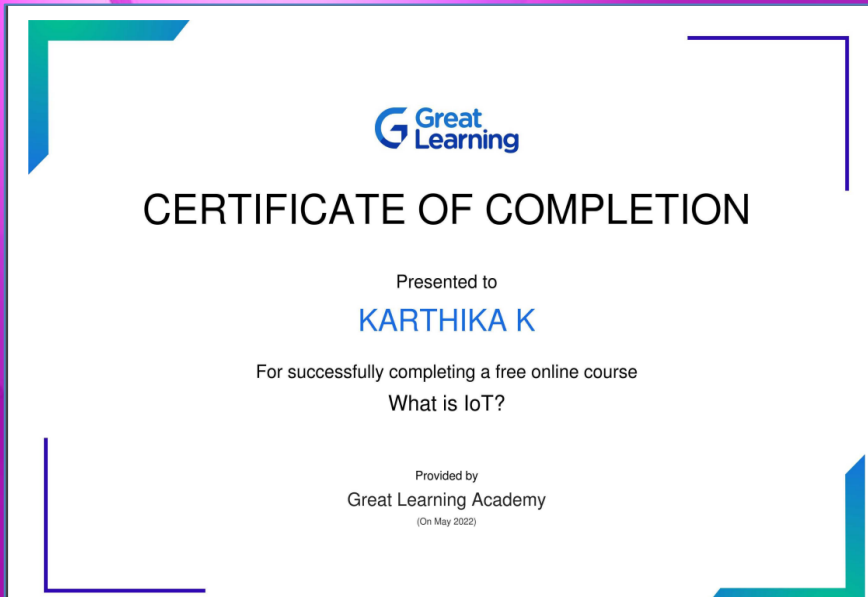 Great
Learning
CERTIFICATE OF COMPLETION
Presented to
KARTHIKA K
For successfully completing a free online course
What is IoT?
Provided by
Great Learning Academy
(On May 2022)